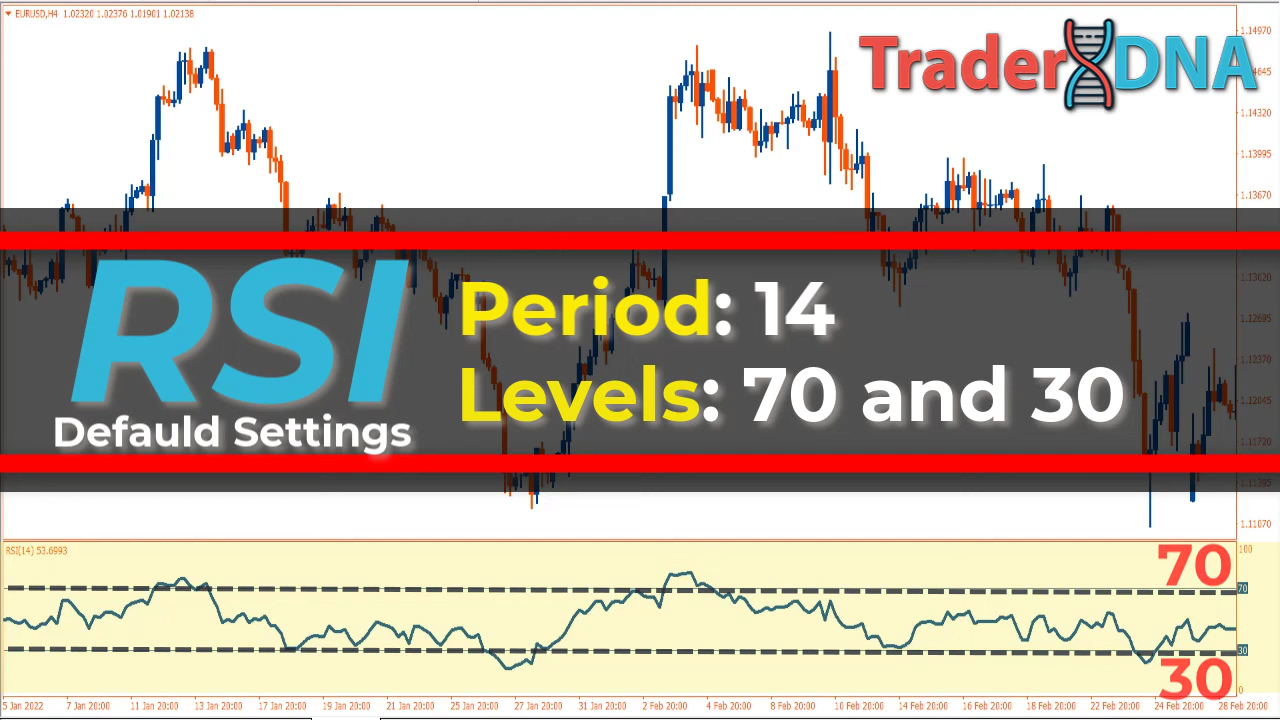 EURUSD,H4 1.02320 1.02376 1.01901 1.02138
TraderDNA
1.14970
1.14645
1.14320
1.13995
1.13670
RSI
Defauld Settings
Period: 14
Levels: 70 and 30
1.13620
1.12695
1.12370
1.12045
1.11720
1.11395
1.11070
RSI(14) 53.6993
100
70
70
30
30
0
5 Jan 2022 7 Jan 20:00 11 Jan 20:00 13 Jan 20:00 17 Jan 20:00 19 Jan 20:00 21 Jan 20:00 25 Jan 20:00 27 Jan 20:00 31 Jan 20:00 2 Feb 20:00 4 Feb 20:00 8 Feb 20:00 10 Feb 20:00 14 Feb 20:00 16 Feb 20:00 18 Feb 20:00 22 Feb 20:00 24 Feb 20:00 28 Feb 20:00